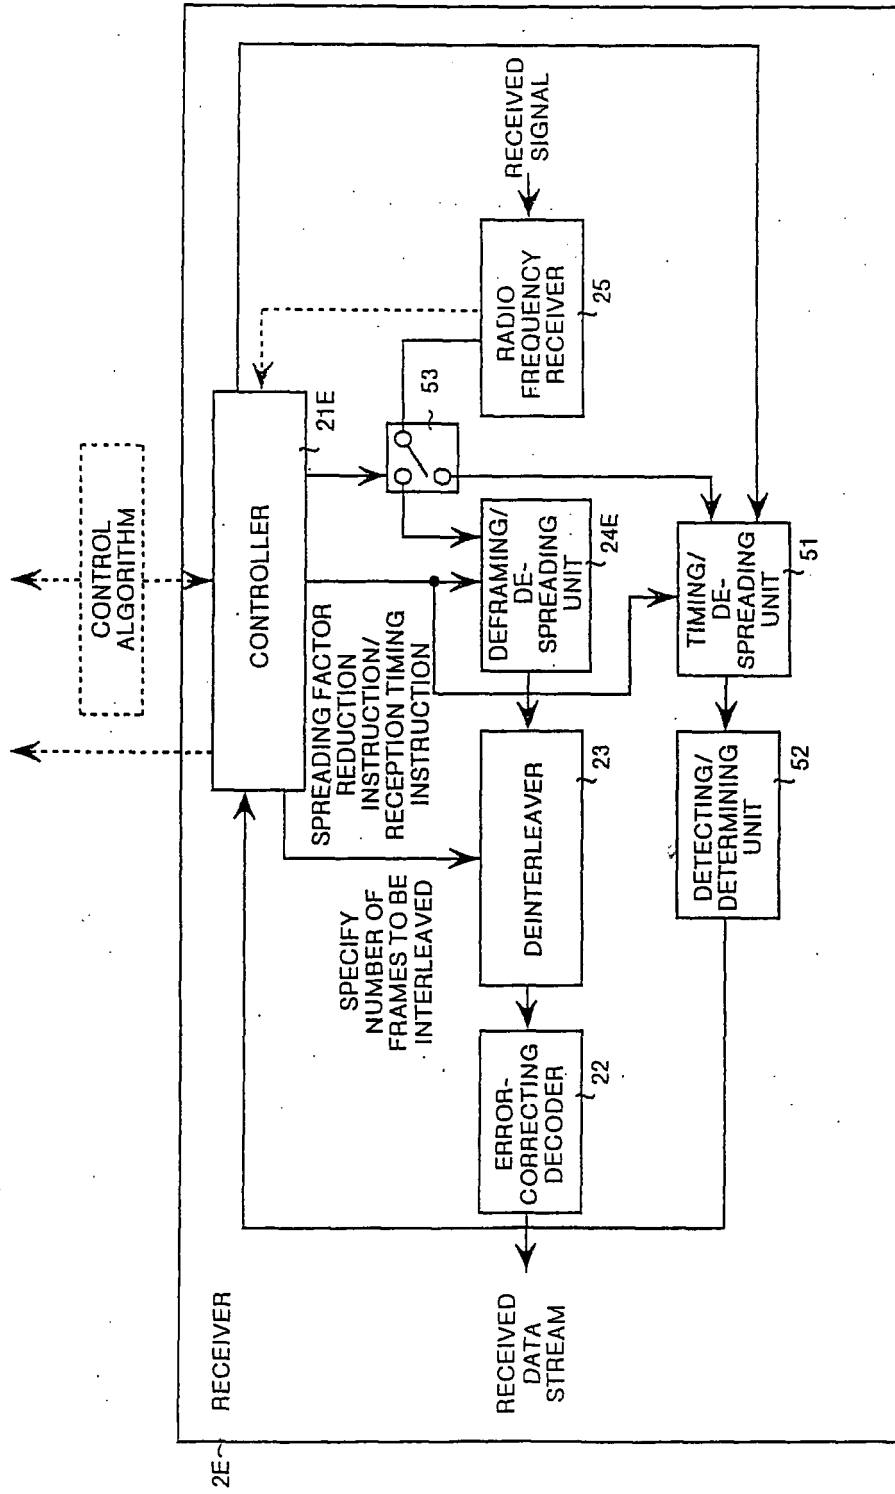 2E
RECEIVER
CONTROL
ALGORITHM
CONTROLLER
21E
SPREADING FACTOR
REDUCTION
INSTRUCTION/
RECEPTION TIMING
INSTRUCTION
SPECIFY
NUMBER OF
FRAMES TO BE
INTERLEAVED
53
RECEIVED
SIGNAL
RADIO
FREQUENCY
RECEIVER
25
DEFRAMING/
DE-
SPREADING
UNIT
24E
DEINTERLEAVER
23
ERROR-
CORRECTING
DECODER
22
RECEIVED
DATA
STREAM
TIMING/
DE-
SPREADING
UNIT
51
DETECTING/
DETERMINING
UNIT
52